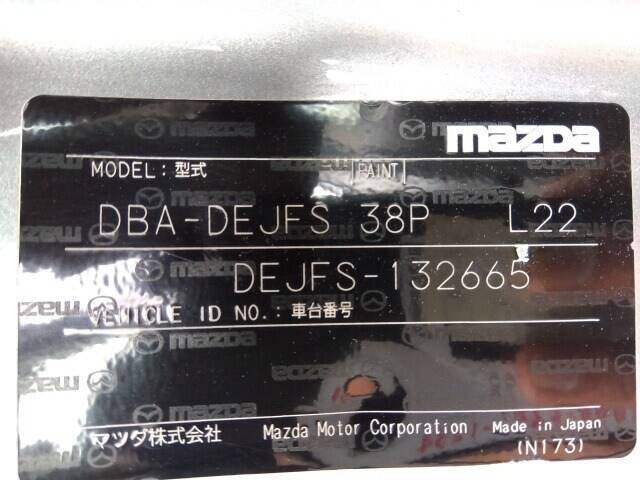 mazda
MODEL：型式 PAINT
DBA-DEJFS 38P L22
DEJFS-132665
VEHICLE ID NO.：車台番号
マツダ株式会社 Mazda Motor Corporation Made in Japan
(N173)